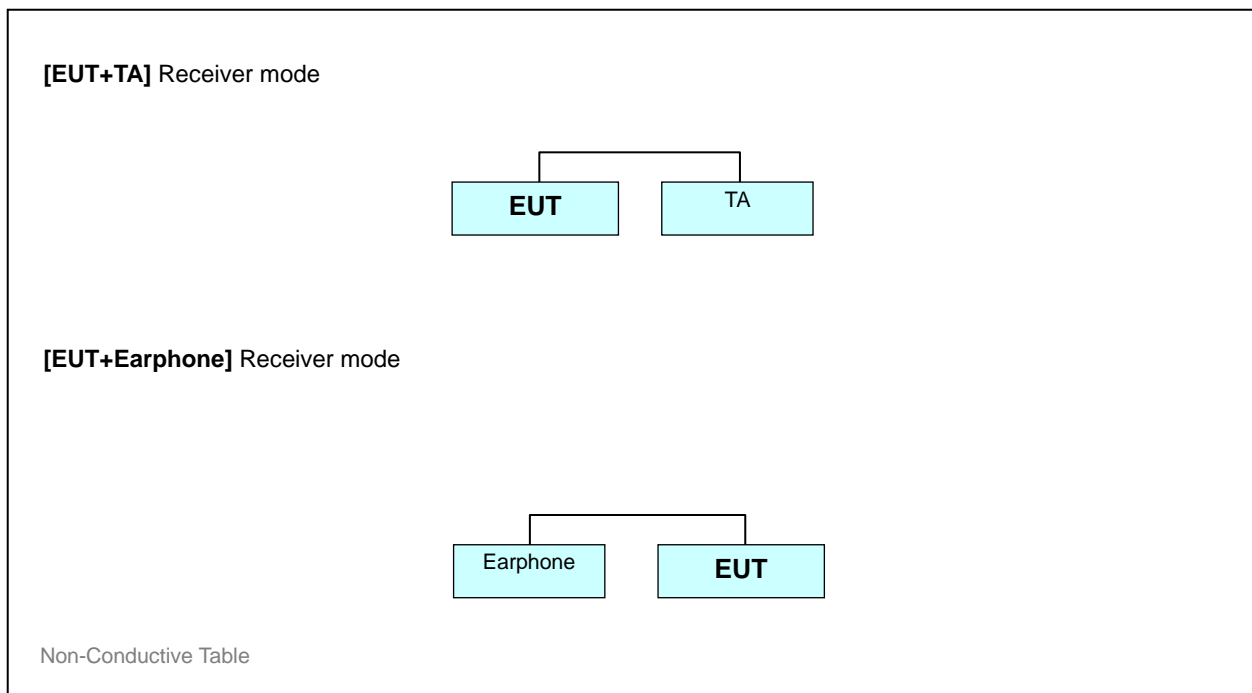 [EUT+TA] Receiver mode
EUT
TA
[EUT+Earphone] Receiver mode
Earphone
EUT
Non-Conductive Table